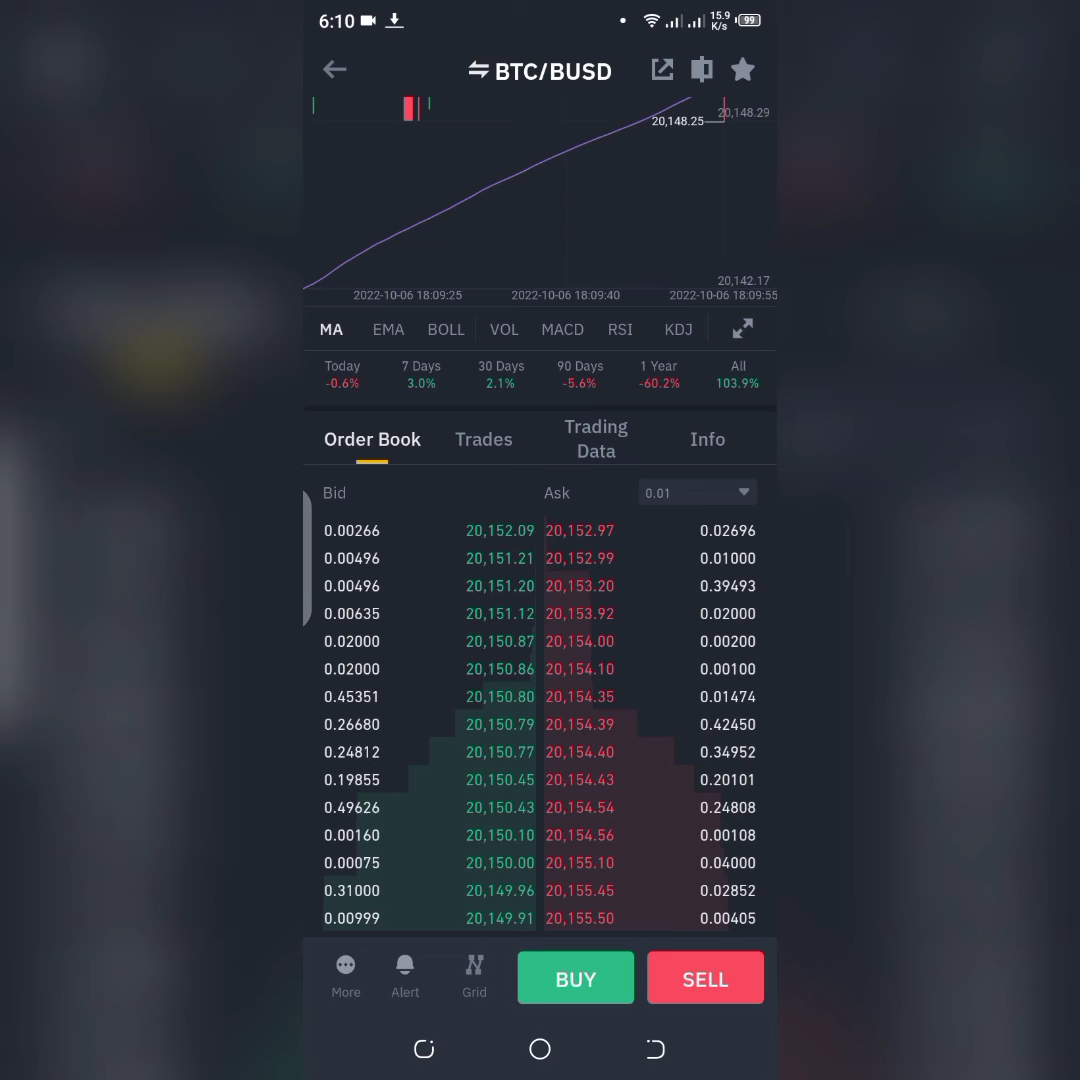 6:10 15.9 K/s 99
BTC/BUSD
20,148.29
20,148.25
20,142.17
2022-10-06 18:09:25 2022-10-06 18:09:40 2022-10-06 18:09:55
MA EMA BOLL VOL MACD RSI KDJ
Today 7 Days 30 Days 90 Days 1 Year All
-0.6% 3.0% 2.1% -5.6% -60.2% 103.9%
Order Book Trades Trading Data Info
Bid Ask 0.01
0.00266 20,152.09 20,152.97 0.02696
0.00496 20,151.21 20,152.99 0.01000
0.00496 20,151.20 20,153.20 0.39493
0.00635 20,151.12 20,153.92 0.02000
0.02000 20,150.87 20,154.00 0.00200
0.02000 20,150.86 20,154.10 0.00100
0.45351 20,150.80 20,154.35 0.01474
0.26680 20,150.79 20,154.39 0.42450
0.24812 20,150.77 20,154.40 0.34952
0.19855 20,150.45 20,154.43 0.20101
0.49626 20,150.43 20,154.54 0.24808
0.00160 20,150.10 20,154.56 0.00108
0.00075 20,150.00 20,155.10 0.04000
0.31000 20,149.96 20,155.45 0.02852
0.00999 20,149.91 20,155.50 0.00405
More Alert Grid BUY SELL